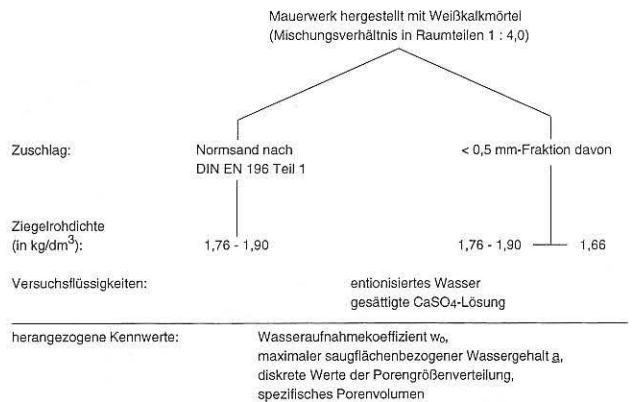 Mauerwerk hergestellt mit Weißkalkmörtel
(Mischungsverhältnis in Raumteilen 1 : 4,0)
Zuschlag: Normsand nach < 0,5 mm-Fraktion davon
DIN EN 196 Teil 1
Ziegelrohdichte
(in kg/dm³): 1,76 - 1,90 1,76 - 1,90 1,66
Versuchsflüssigkeiten: entionisiertes Wasser
gesättigte CaSO4-Lösung
herangezogene Kennwerte: Wasseraufnahmekoeffizient w₀,
maximaler saugflächenbezogener Wassergehalt a,
diskrete Werte der Porengrößenverteilung,
spezifisches Porenvolumen